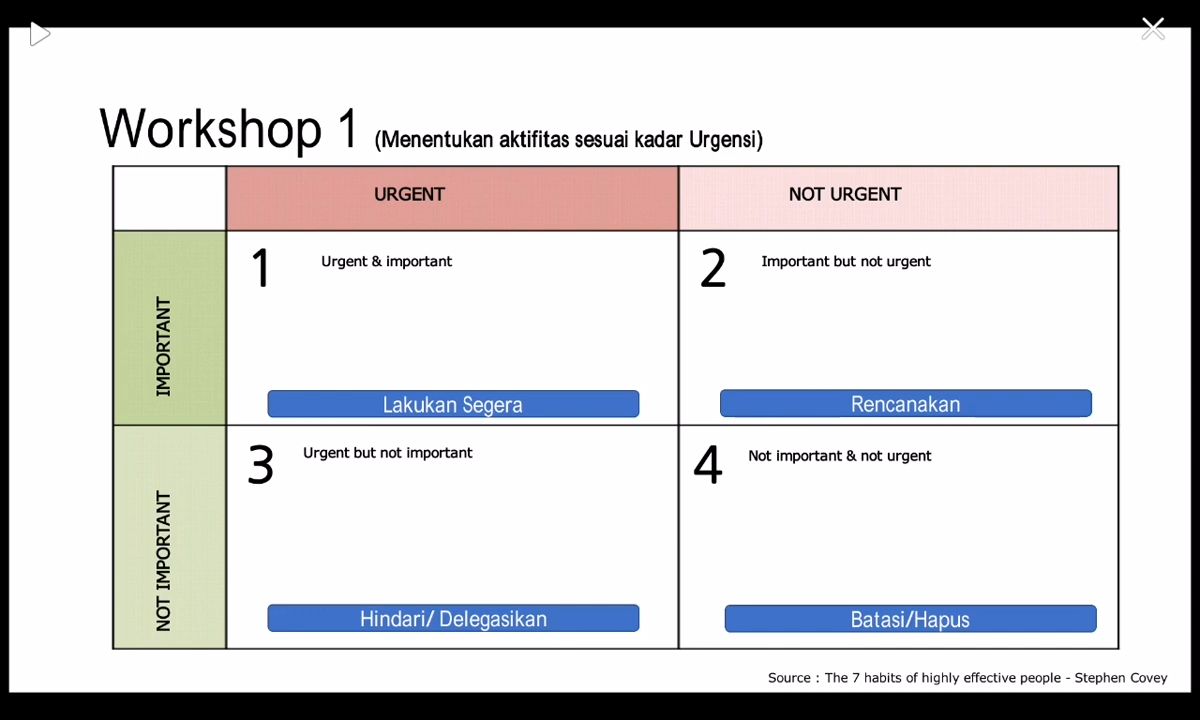 Workshop 1 (Menentukan aktifitas sesuai kadar Urgensi)
URGENT
NOT URGENT
IMPORTANT
1
Urgent & important
Lakukan Segera
2
Important but not urgent
Rencanakan
NOT IMPORTANT
3
Urgent but not important
Hindari/ Delegasikan
4
Not important & not urgent
Batasi/Hapus
Source : The 7 habits of highly effective people - Stephen Covey